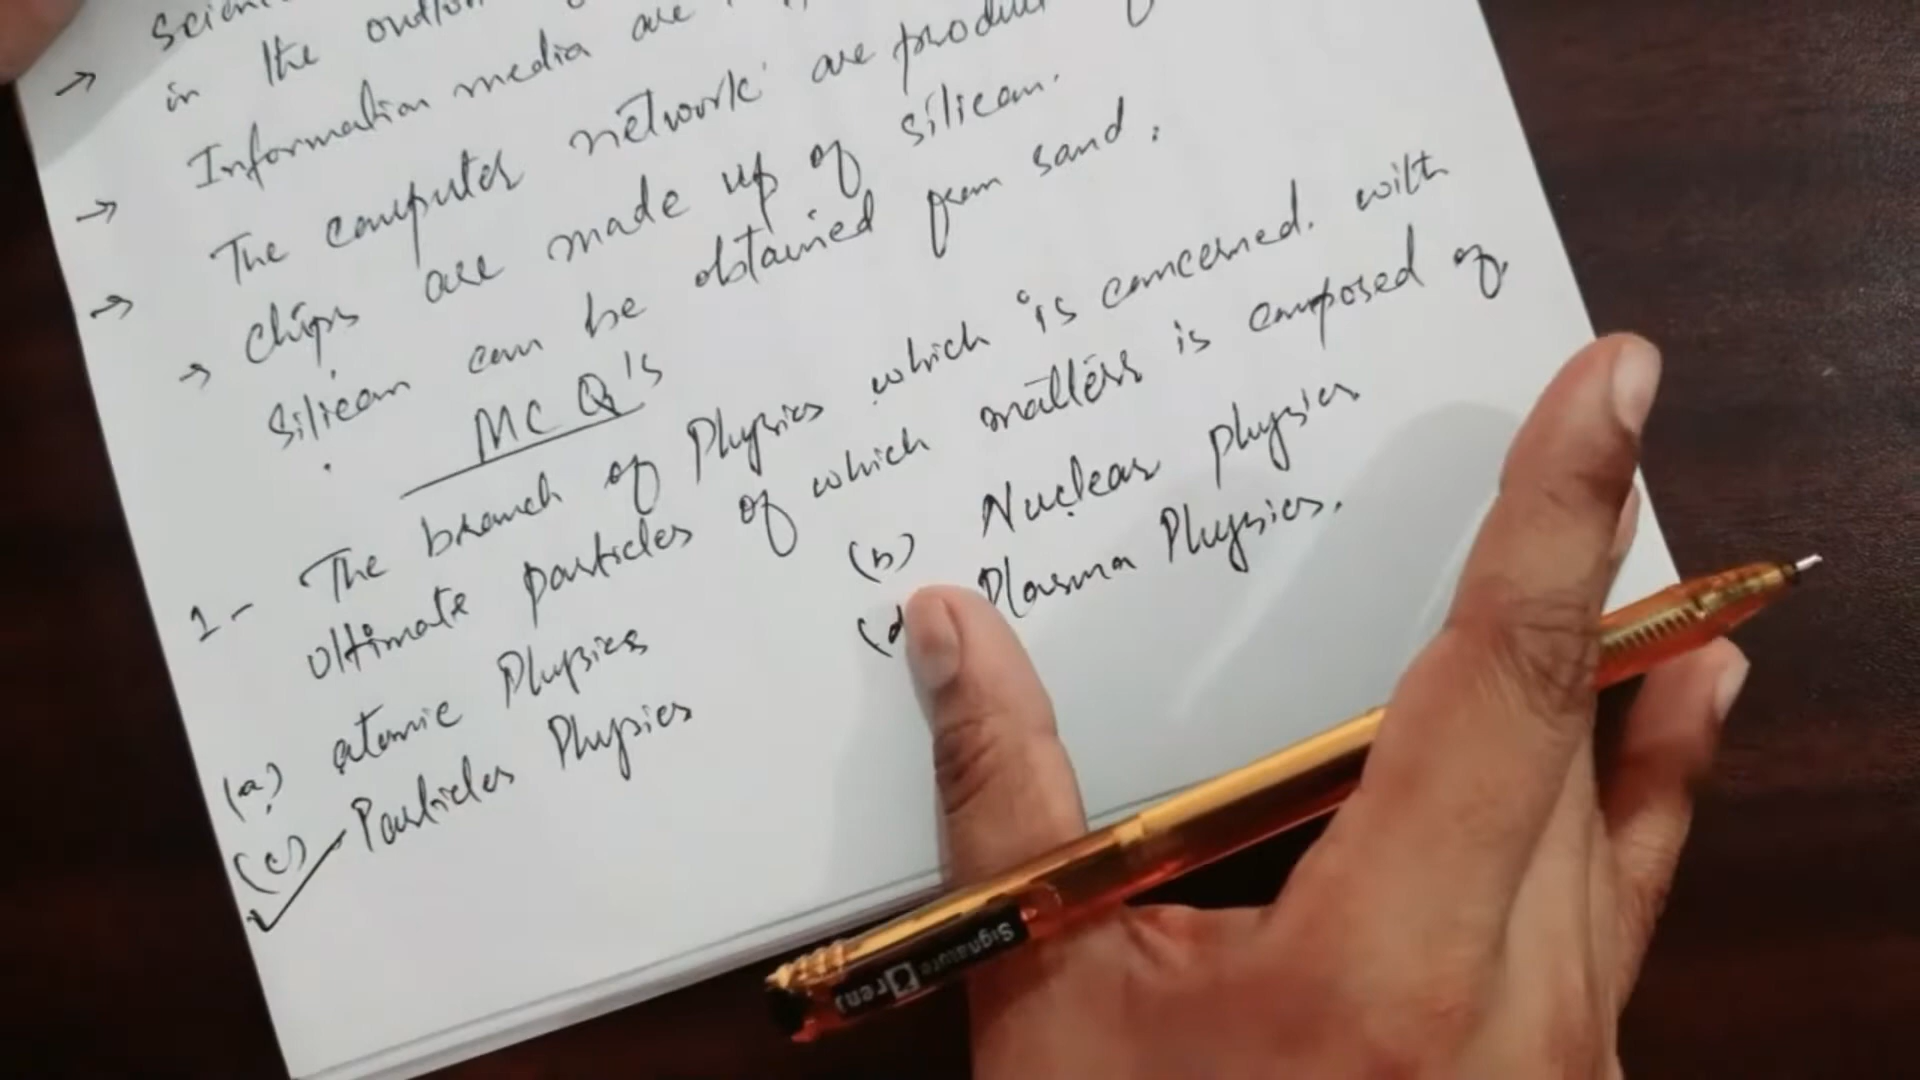 in the
→ Information media are
→ The computer network are
→ chips are made up of silicon.
→ Silicon can be obtained from sand.
MCQ's
1- The branch of Physics which is concerned. with
ultimate particles of which matters is composed of.
(a) atomic Physics (b) Nuclear physics
(c) Particles Physics (d Plasma Physics.
Signature